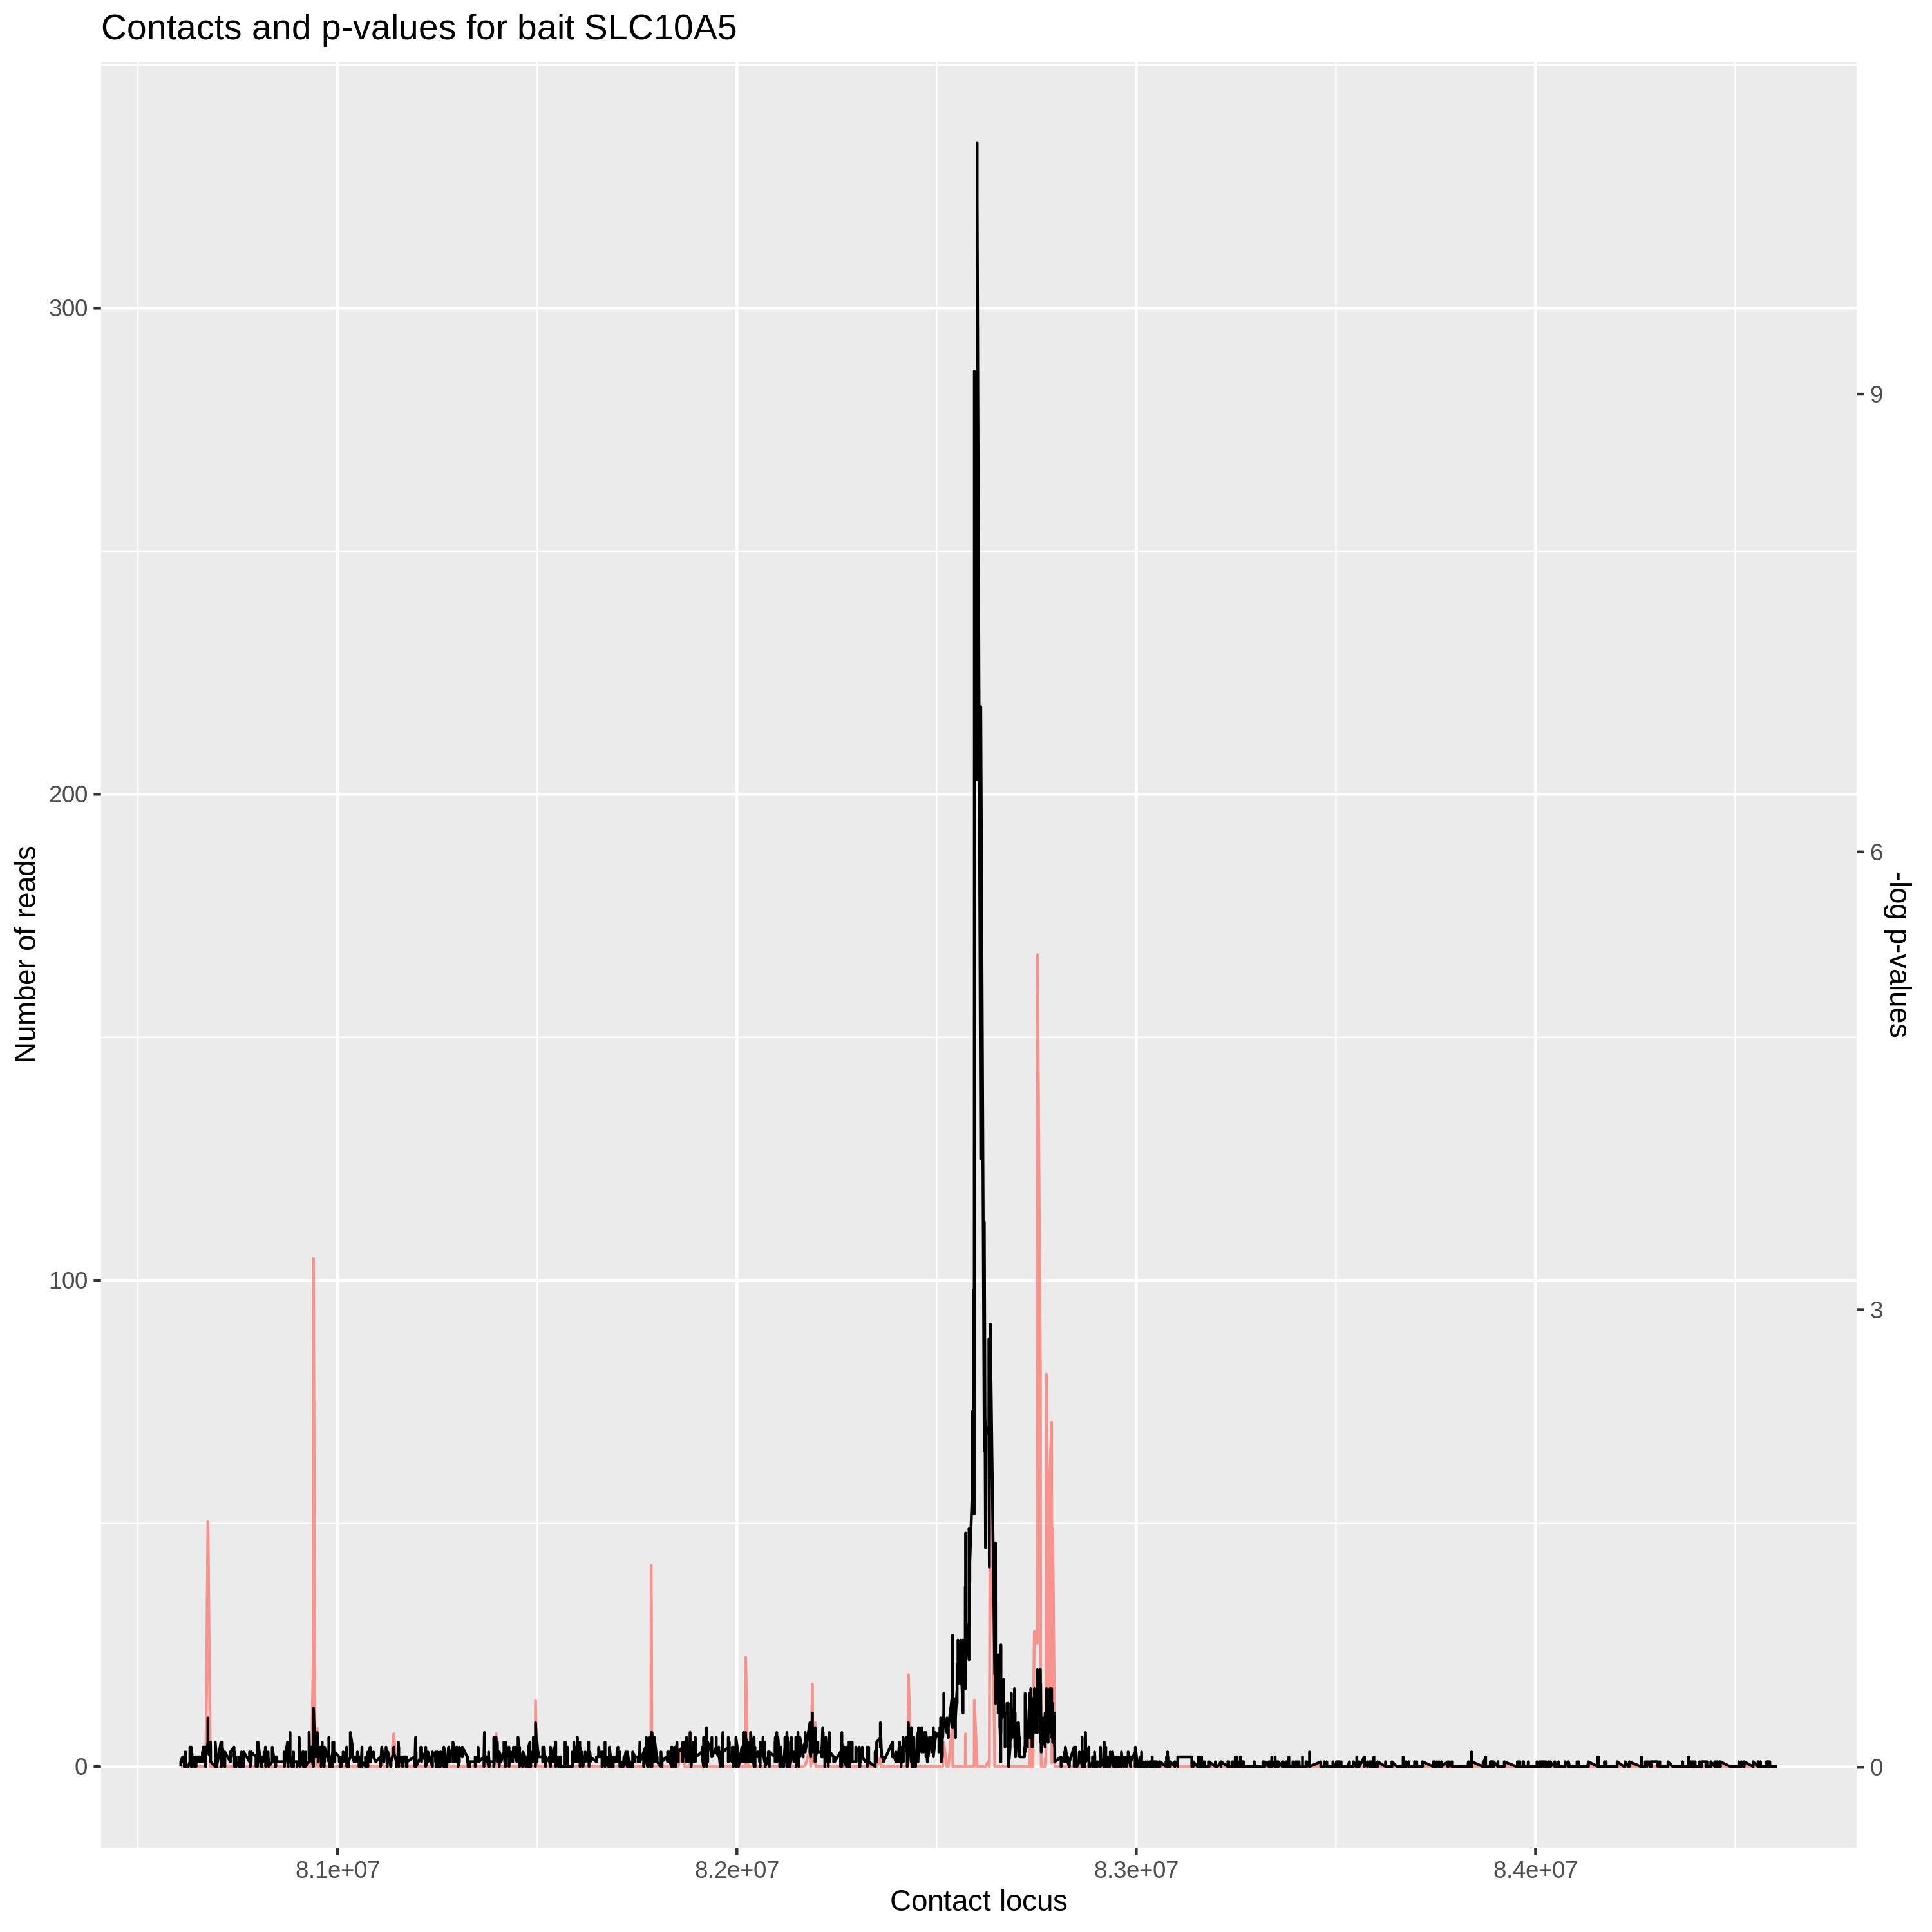 Contacts and p-values for bait SLC10A5
300
200
100
0
Number of reads
9
6
3
0
-log p-values
8.1e+07 8.2e+07 8.3e+07 8.4e+07
Contact locus